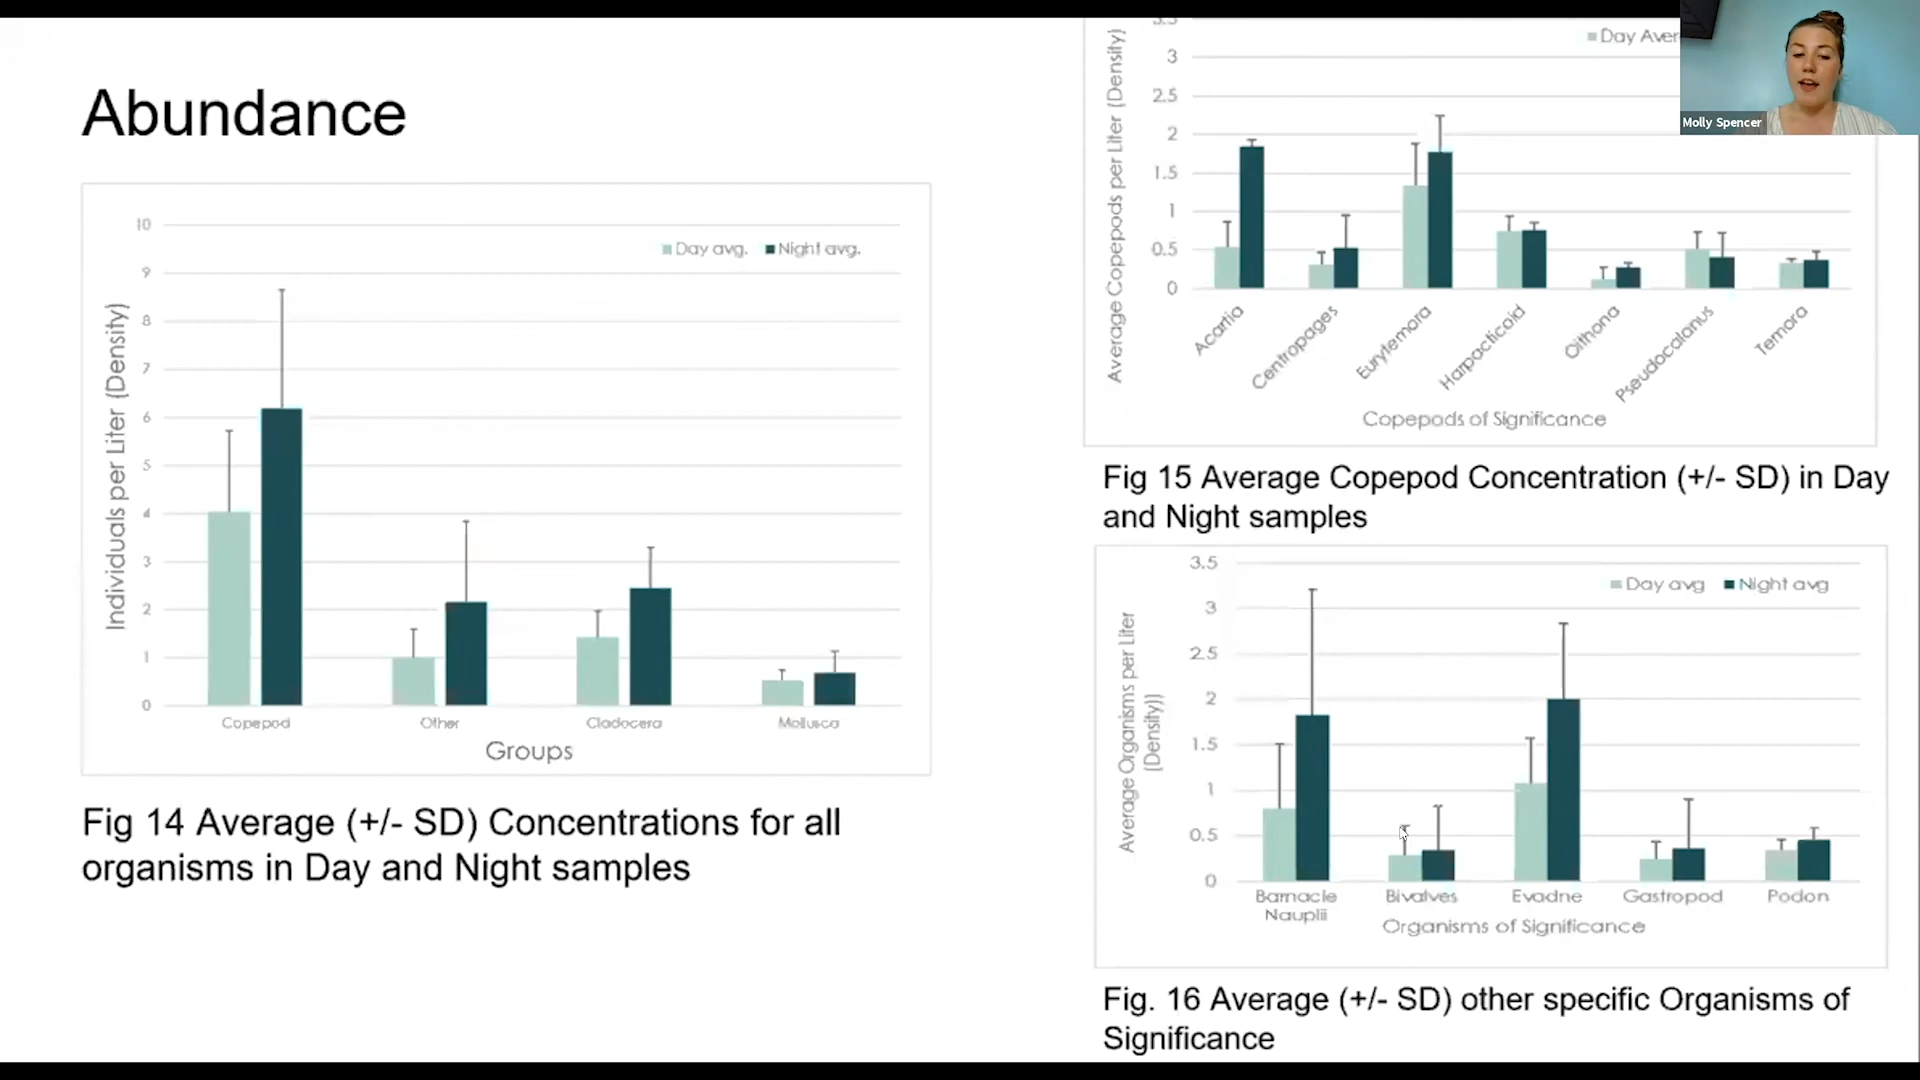 Abundance
10
9
8
7
6
5
4
3
2
1
0
Individuals per Liter (Density)
Day avg. Night avg.
Copepod Other Cladocera Mollusca
Groups
Fig 14 Average (+/- SD) Concentrations for all
organisms in Day and Night samples
3.5
3
2.5
2
1.5
1
0.5
0
Average Copepods per Liter (Density)
Day Aver
Acartia Centropages Eurytemora Harpacticoid Oithona Pseudocalanus Temora
Copepods of Significance
Fig 15 Average Copepod Concentration (+/- SD) in Day
and Night samples
3.5
3
2.5
2
1.5
1
0.5
0
Average Organisms per Liter
(Density))
Day avg Night avg
Barnacle Bivalves Evadne Gastropod Podon
Nauplii
Organisms of Significance
Fig. 16 Average (+/- SD) other specific Organisms of
Significance
Molly Spencer